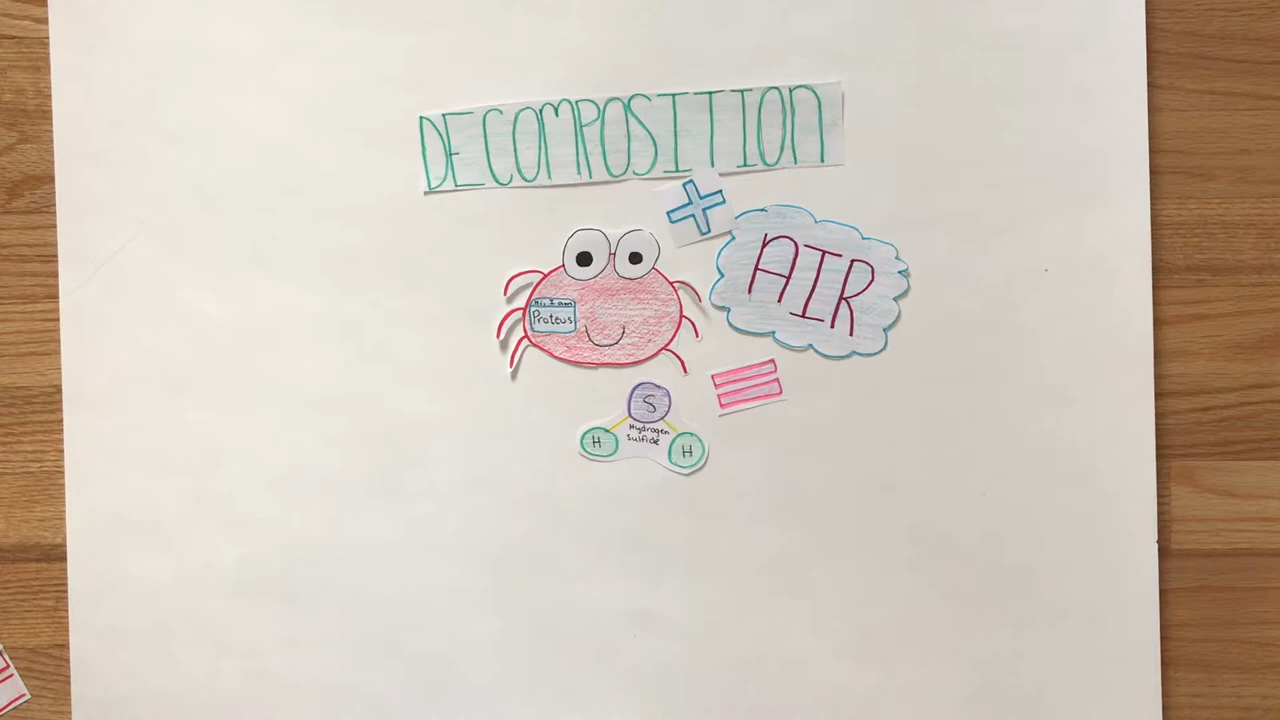 DECOMPOSITION
+
AIR
Hi, I am
Proteus
=
S
Hydrogen
Sulfide
H
H